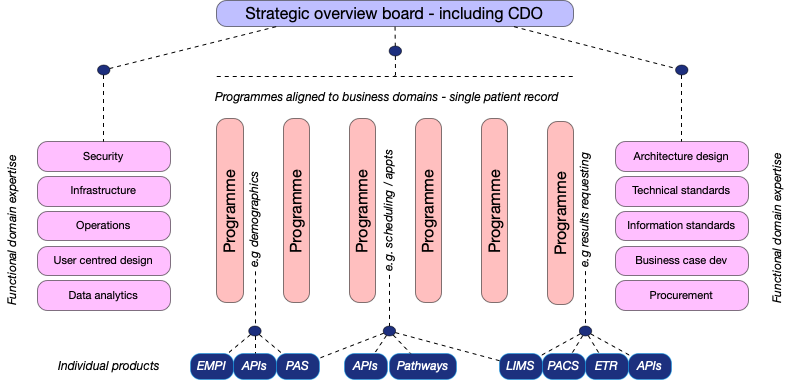 Strategic overview board - including CDO
Programmes aligned to business domains - single patient record
Functional domain expertise
Security
Infrastructure
Operations
User centred design
Data analytics
Programme
e.g demographics
Programme
Programme
e.g. scheduling / appts
Programme
Programme
Programme
e.g results requesting
Architecture design
Technical standards
Information standards
Business case dev
Procurement
Functional domain expertise
Individual products
EMPI
APIs
PAS
APIs
Pathways
LIMS
PACS
ETR
APIs